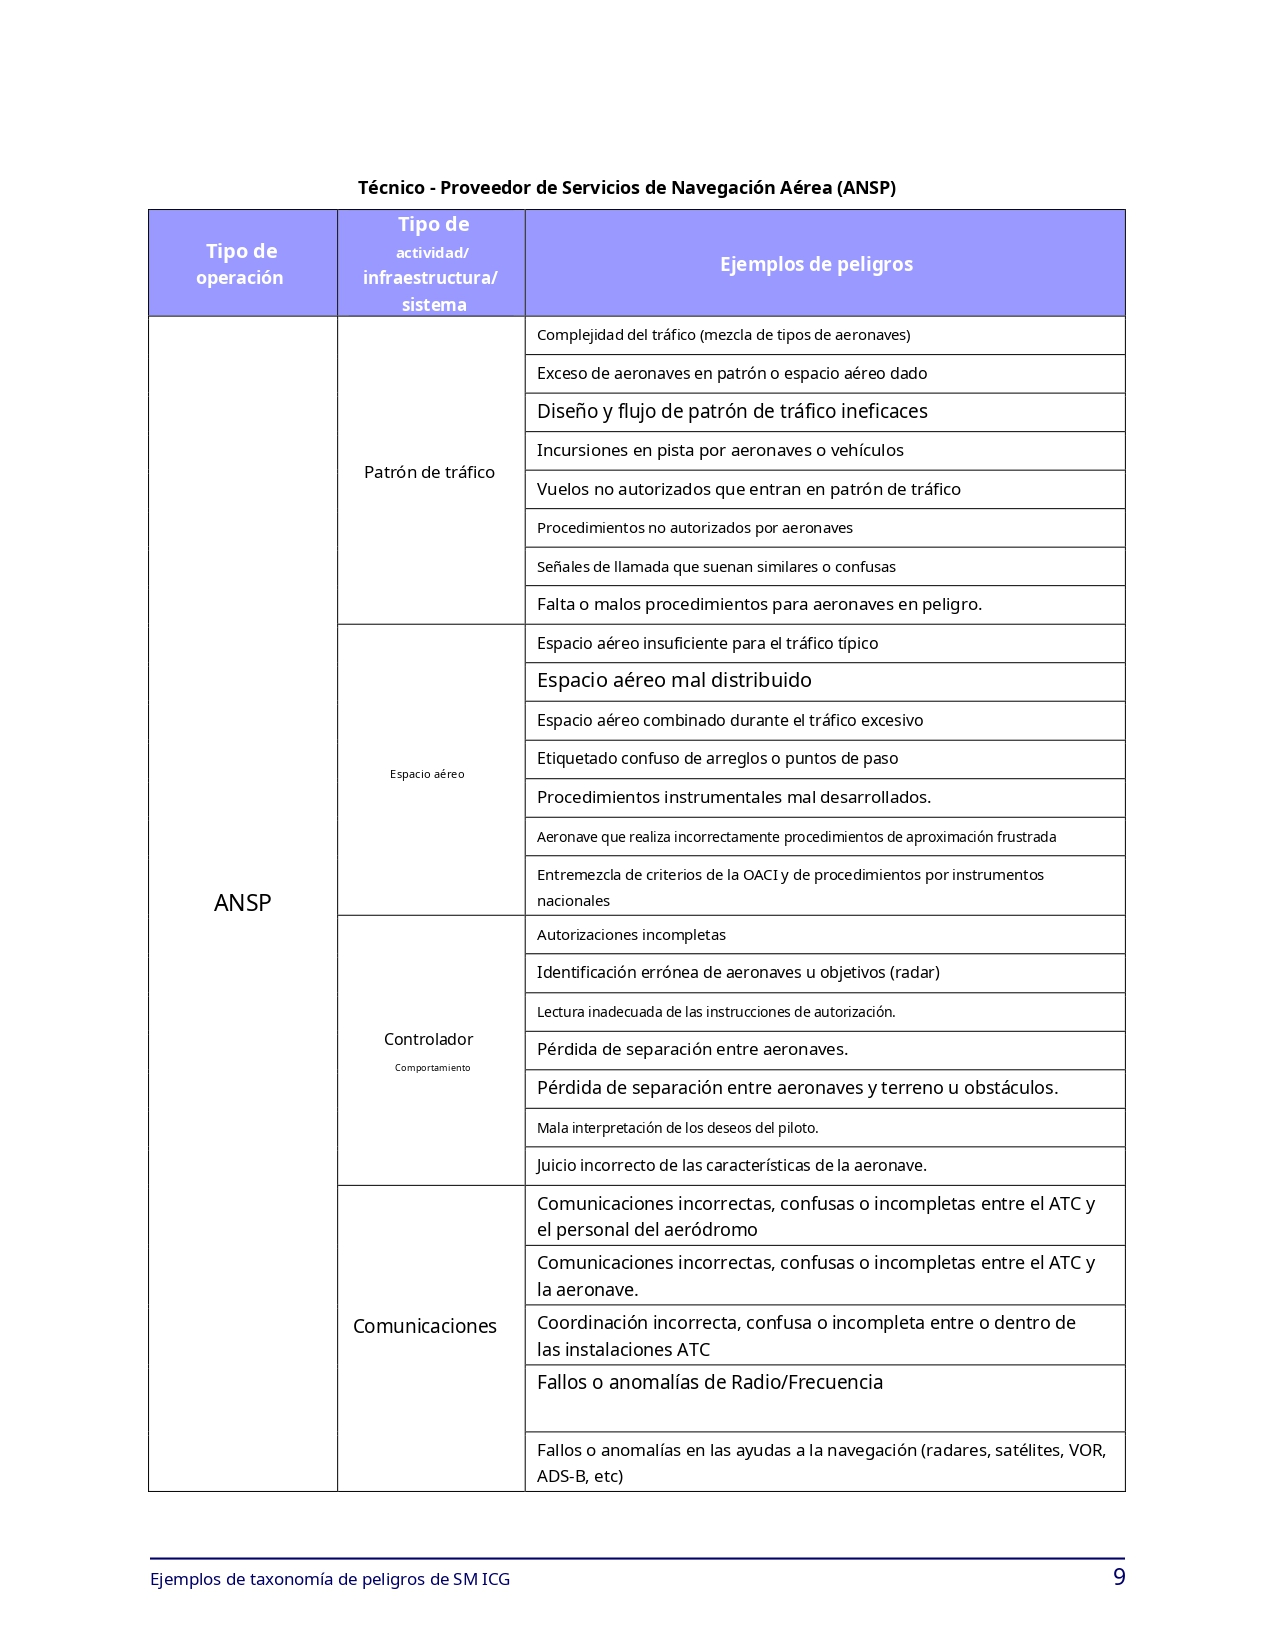 Técnico - Proveedor de Servicios de Navegación Aérea (ANSP)
Tipo de
operación
Tipo de
actividad/
infraestructura/
sistema
Ejemplos de peligros
ANSP
Patrón de tráfico
Complejidad del tráfico (mezcla de tipos de aeronaves)
Exceso de aeronaves en patrón o espacio aéreo dado
Diseño y flujo de patrón de tráfico ineficaces
Incursiones en pista por aeronaves o vehículos
Vuelos no autorizados que entran en patrón de tráfico
Procedimientos no autorizados por aeronaves
Señales de llamada que suenan similares o confusas
Falta o malos procedimientos para aeronaves en peligro.
Espacio aéreo
Espacio aéreo insuficiente para el tráfico típico
Espacio aéreo mal distribuido
Espacio aéreo combinado durante el tráfico excesivo
Etiquetado confuso de arreglos o puntos de paso
Procedimientos instrumentales mal desarrollados.
Aeronave que realiza incorrectamente procedimientos de aproximación frustrada
Entremezcla de criterios de la OACI y de procedimientos por instrumentos
nacionales
Controlador
Comportamiento
Autorizaciones incompletas
Identificación errónea de aeronaves u objetivos (radar)
Lectura inadecuada de las instrucciones de autorización.
Pérdida de separación entre aeronaves.
Pérdida de separación entre aeronaves y terreno u obstáculos.
Mala interpretación de los deseos del piloto.
Juicio incorrecto de las características de la aeronave.
Comunicaciones
Comunicaciones incorrectas, confusas o incompletas entre el ATC y
el personal del aeródromo
Comunicaciones incorrectas, confusas o incompletas entre el ATC y
la aeronave.
Coordinación incorrecta, confusa o incompleta entre o dentro de
las instalaciones ATC
Fallos o anomalías de Radio/Frecuencia
Fallos o anomalías en las ayudas a la navegación (radares, satélites, VOR,
ADS-B, etc)
Ejemplos de taxonomía de peligros de SM ICG
9